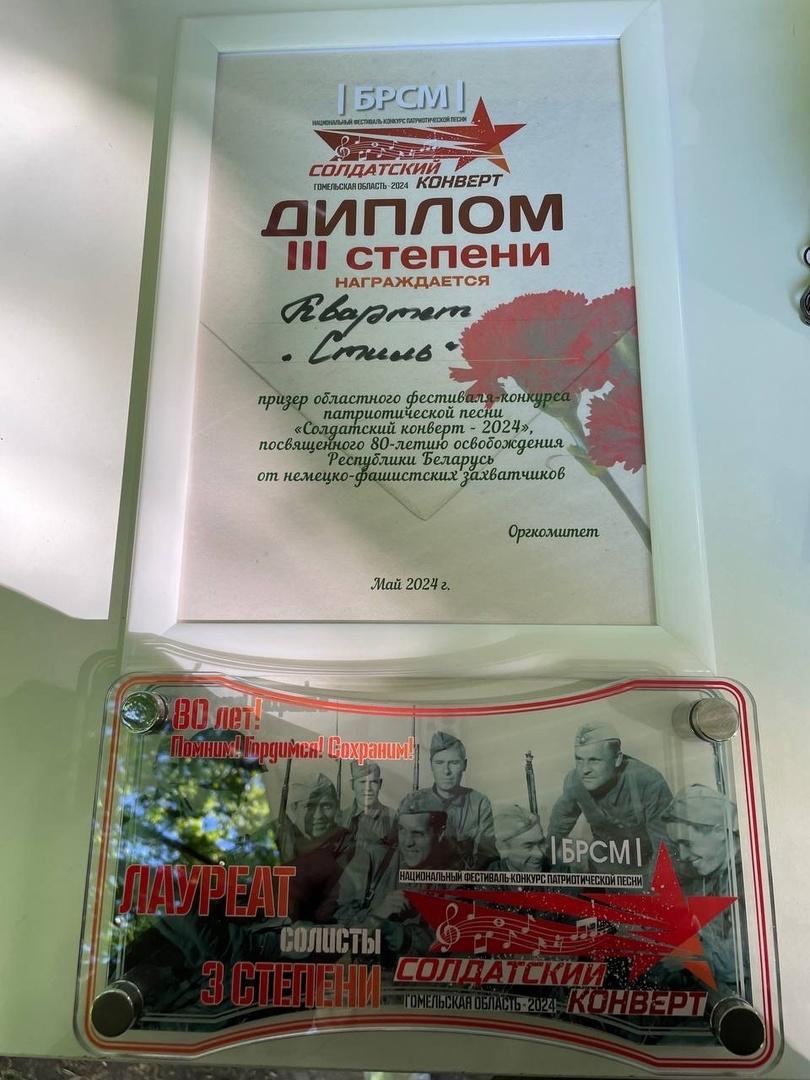 |БРСМ|
НАЦИОНАЛЬНЫЙ ФЕСТИВАЛЬ-КОНКУРС ПАТРИОТИЧЕСКОЙ ПЕСНИ
СОЛДАТСКИЙ
ГОМЕЛЬСКАЯ ОБЛАСТЬ-2024 КОНВЕРТ
ДИПЛОМ
III степени
НАГРАЖДАЕТСЯ
Квартет
"Стиль"
призер областного фестиваля-конкурса
патриотической песни
«Солдатский конверт - 2024»,
посвященного 80-летию освобождения
Республики Беларусь
от немецко-фашистских захватчиков
Оргкомитет
Май 2024 г.
80 лет!
Помним! Гордимся! Сохраним!
|БРСМ|
НАЦИОНАЛЬНЫЙ ФЕСТИВАЛЬ-КОНКУРС ПАТРИОТИЧЕСКОЙ ПЕСНИ
ЛАУРЕАТ
СОЛИСТЫ
3 СТЕПЕНИ
СОЛДАТСКИЙ
ГОМЕЛЬСКАЯ ОБЛАСТЬ-2024 КОНВЕРТ